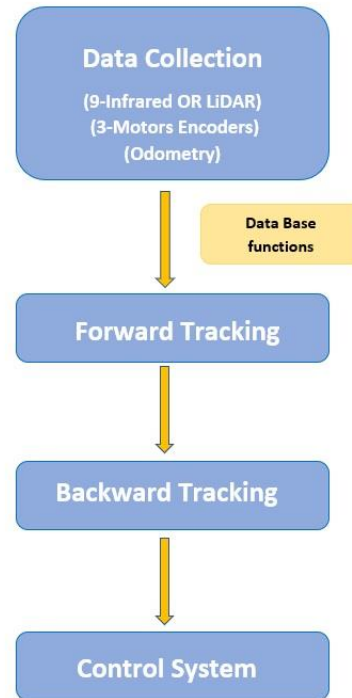 Data Collection
(9-Infrared OR LiDAR)
(3-Motors Encoders)
(Odometry)
Data Base
functions
Forward Tracking
Backward Tracking
Control System